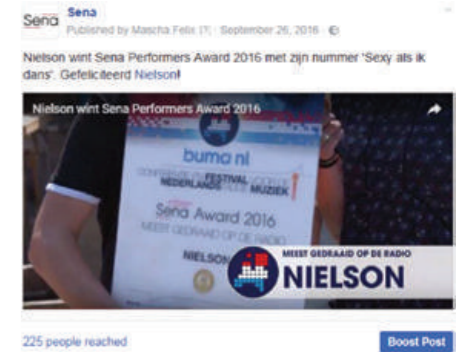 Sena
Sena
Published by Mascha Felix [?] · September 26, 2016 ·
Nielson wint Sena Performers Award 2016 met zijn nummer 'Sexy als ik
dans'. Gefeliciteerd Nielson!
Nielson wint Sena Performers Award 2016
buma nl
FESTIVAL
NEDERLANDS MUZIEK
Sena Award 2016
MEEST GEDRAAID OP DE RADIO
NIELSON
MEEST GEDRAAID OP DE RADIO
NIELSON
225 people reached
Boost Post